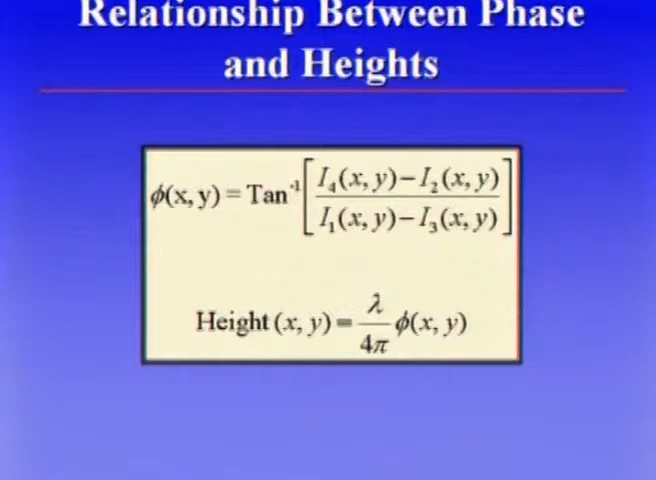 Relationship Between Phase
and Heights
ϕ(x, y) = Tan⁻¹ [ I₄(x, y) − I₂(x, y) / I₁(x, y) − I₃(x, y) ]
Height (x, y) = λ / 4π ϕ(x, y)